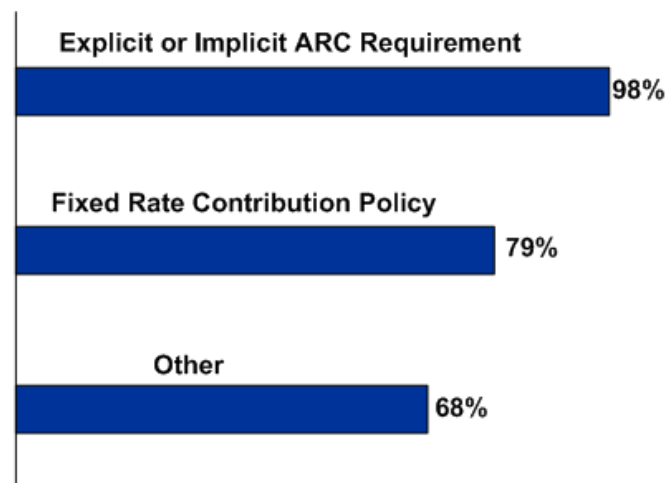 Explicit or Implicit ARC Requirement
98%
Fixed Rate Contribution Policy
79%
Other
68%